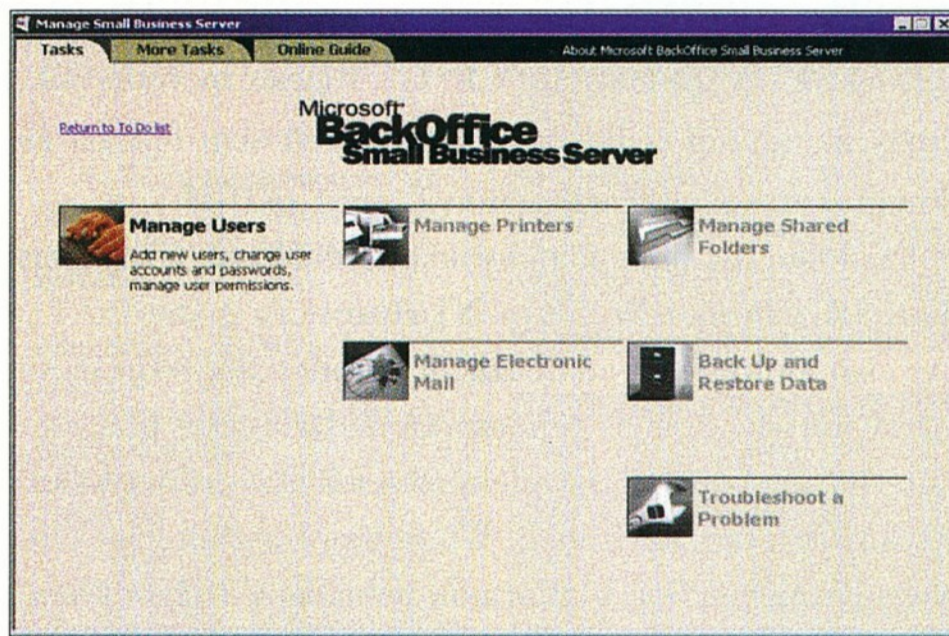 Manage Small Business Server
Tasks
More Tasks
Online Guide
About Microsoft BackOffice Small Business Server
Return to To Do list
Microsoft
BackOffice
Small Business Server
Manage Users
Add new users, change user
accounts and passwords,
manage user permissions.
Manage Printers
Manage Shared
Folders
Manage Electronic
Mail
Back Up and
Restore Data
Troubleshoot a
Problem